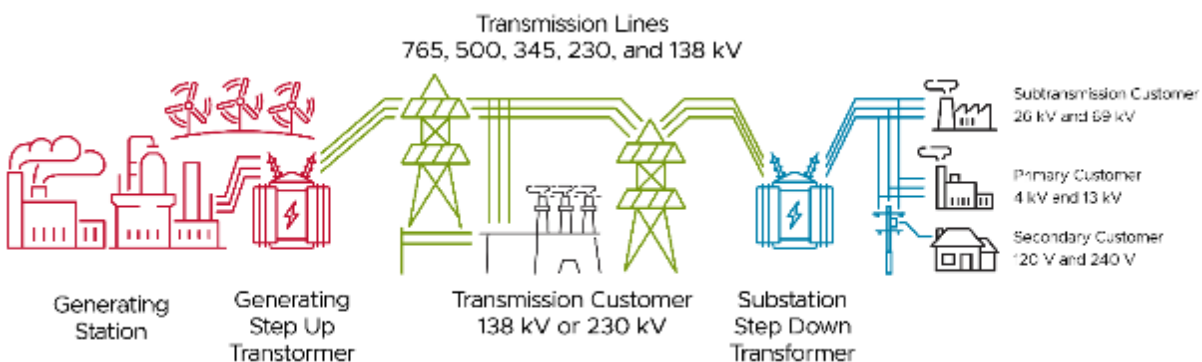 Transmission Lines
765, 500, 345, 230, and 138 kV
Subtransmission Customer
26 kV and 69 kV
Primary Customer
4 kV and 13 kV
Secondary Customer
120 V and 240 V
Generating
Station
Generating
Step Up
Transtormer
Transmission Customer
138 kV or 230 kV
Substation
Step Down
Transformer